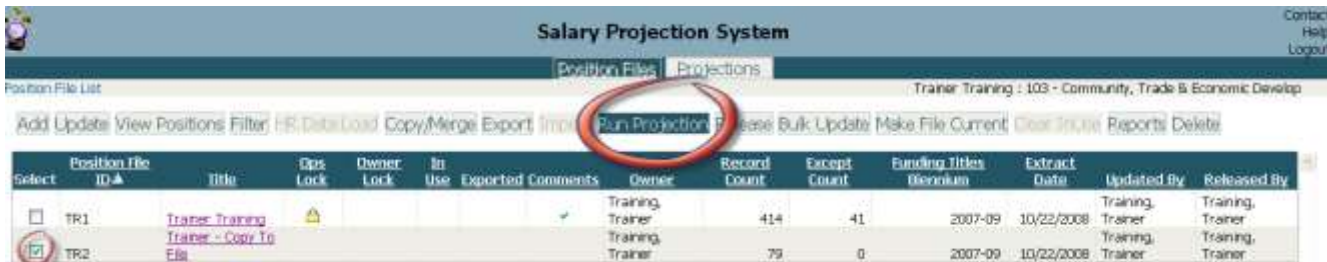 Contact
Help
Logout
Salary Projection System
Position Files Projections
Position File List
Trainer Training : 103 - Community, Trade & Economic Develop
Add Update View Positions Filter HR Data Load Copy/Merge Export Run Projection Bulk Update Make File Current Clear InUse Reports Delete
Select Position File ID Title Ops Lock Owner Lock In Use Exported Comments Owner Record Count Except Count Funding Titles Biennium Extract Date Updated By Released By
TR1 Trainer Training Training, Trainer 414 41 2007-09 10/22/2008 Training, Trainer Training, Trainer
TR2 Trainer - Copy To File Training, Trainer 79 0 2007-09 10/22/2008 Training, Trainer Training, Trainer